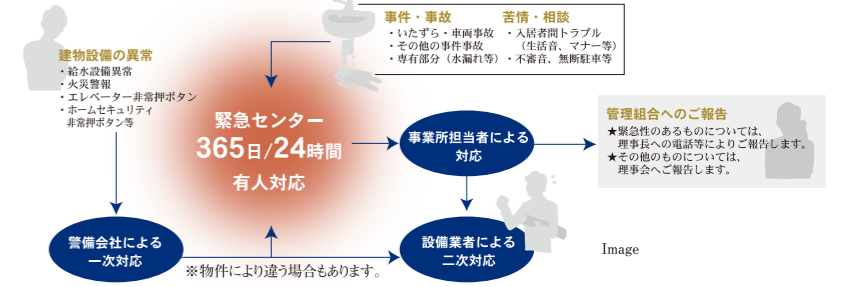 事件・事故
・いたずら・車両事故
・その他の事件事故
・専有部分（水漏れ等）
苦情・相談
・入居者間トラブル
（生活音、マナー等）
・不審音、無断駐車等
建物設備の異常
・給水設備異常
・火災警報
・エレベーター非常押ボタン
・ホームセキュリティ
非常押ボタン等
緊急センター
365日/24時間
有人対応
事業所担当者による
対応
管理組合へのご報告
★緊急性のあるものについては、
理事長への電話等によりご報告します。
★その他のものについては、
理事会へご報告します。
警備会社による
一次対応
※物件により違う場合もあります。
設備業者による
二次対応
Image